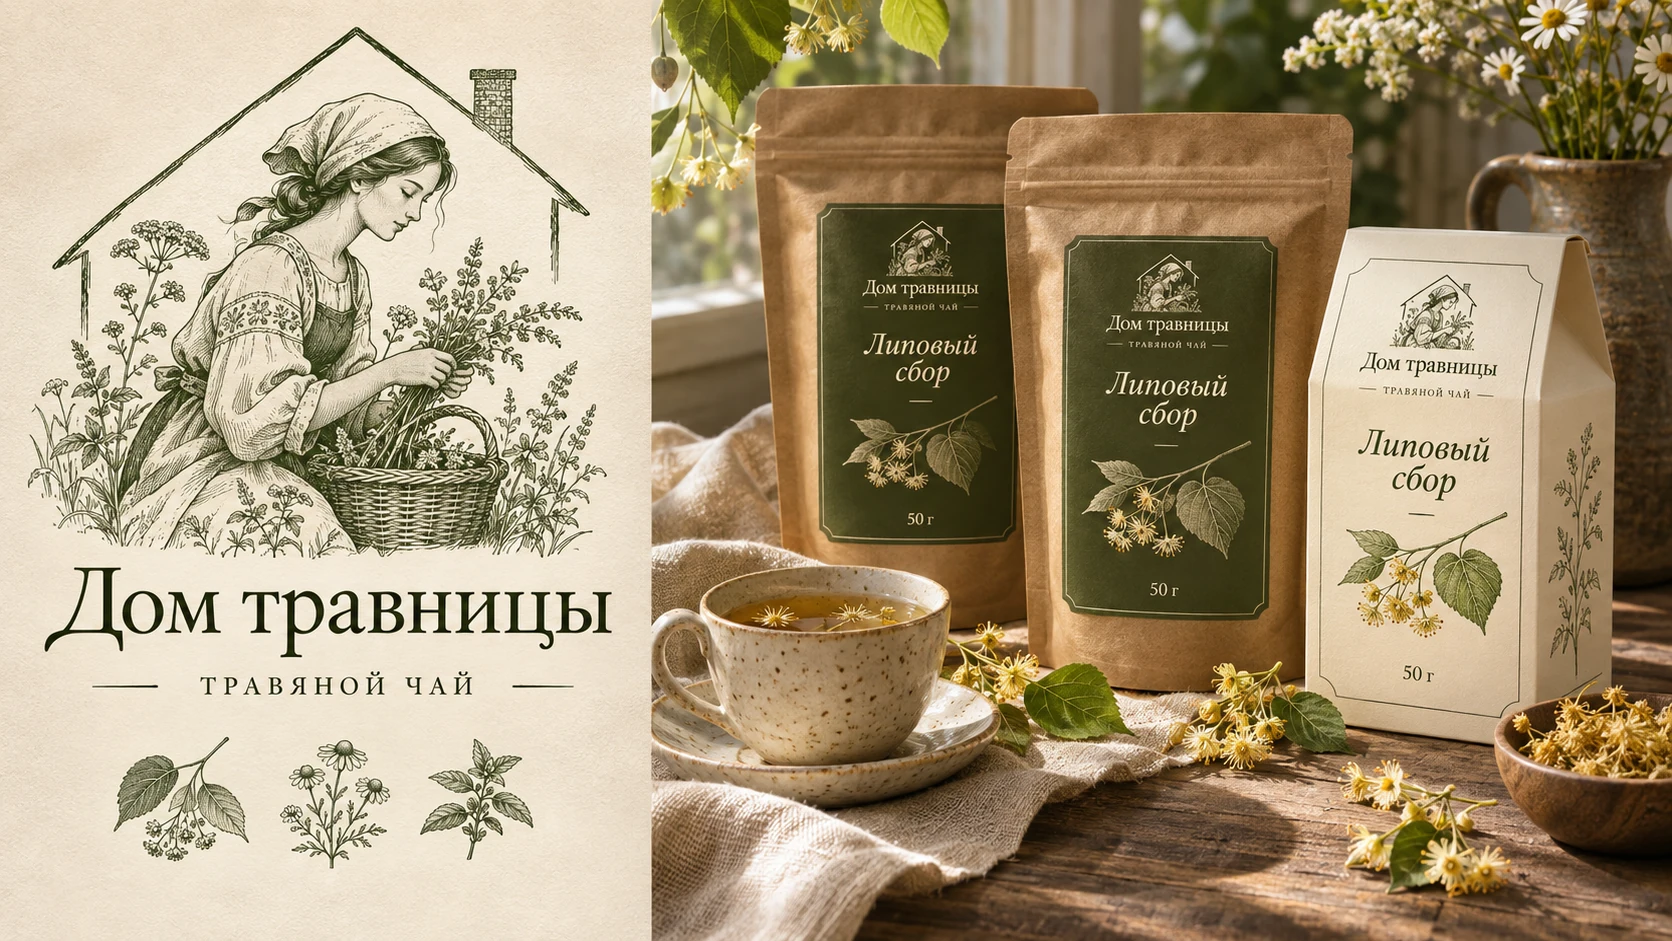 Дом травницы
ТРАВЯНОЙ ЧАЙ
Дом травницы
ТРАВЯНОЙ ЧАЙ
Липовый
сбор
50 г
Дом травницы
ТРАВЯНОЙ ЧАЙ
Липовый
сбор
50 г
Дом травницы
ТРАВЯНОЙ ЧАЙ
Липовый
сбор
50 г